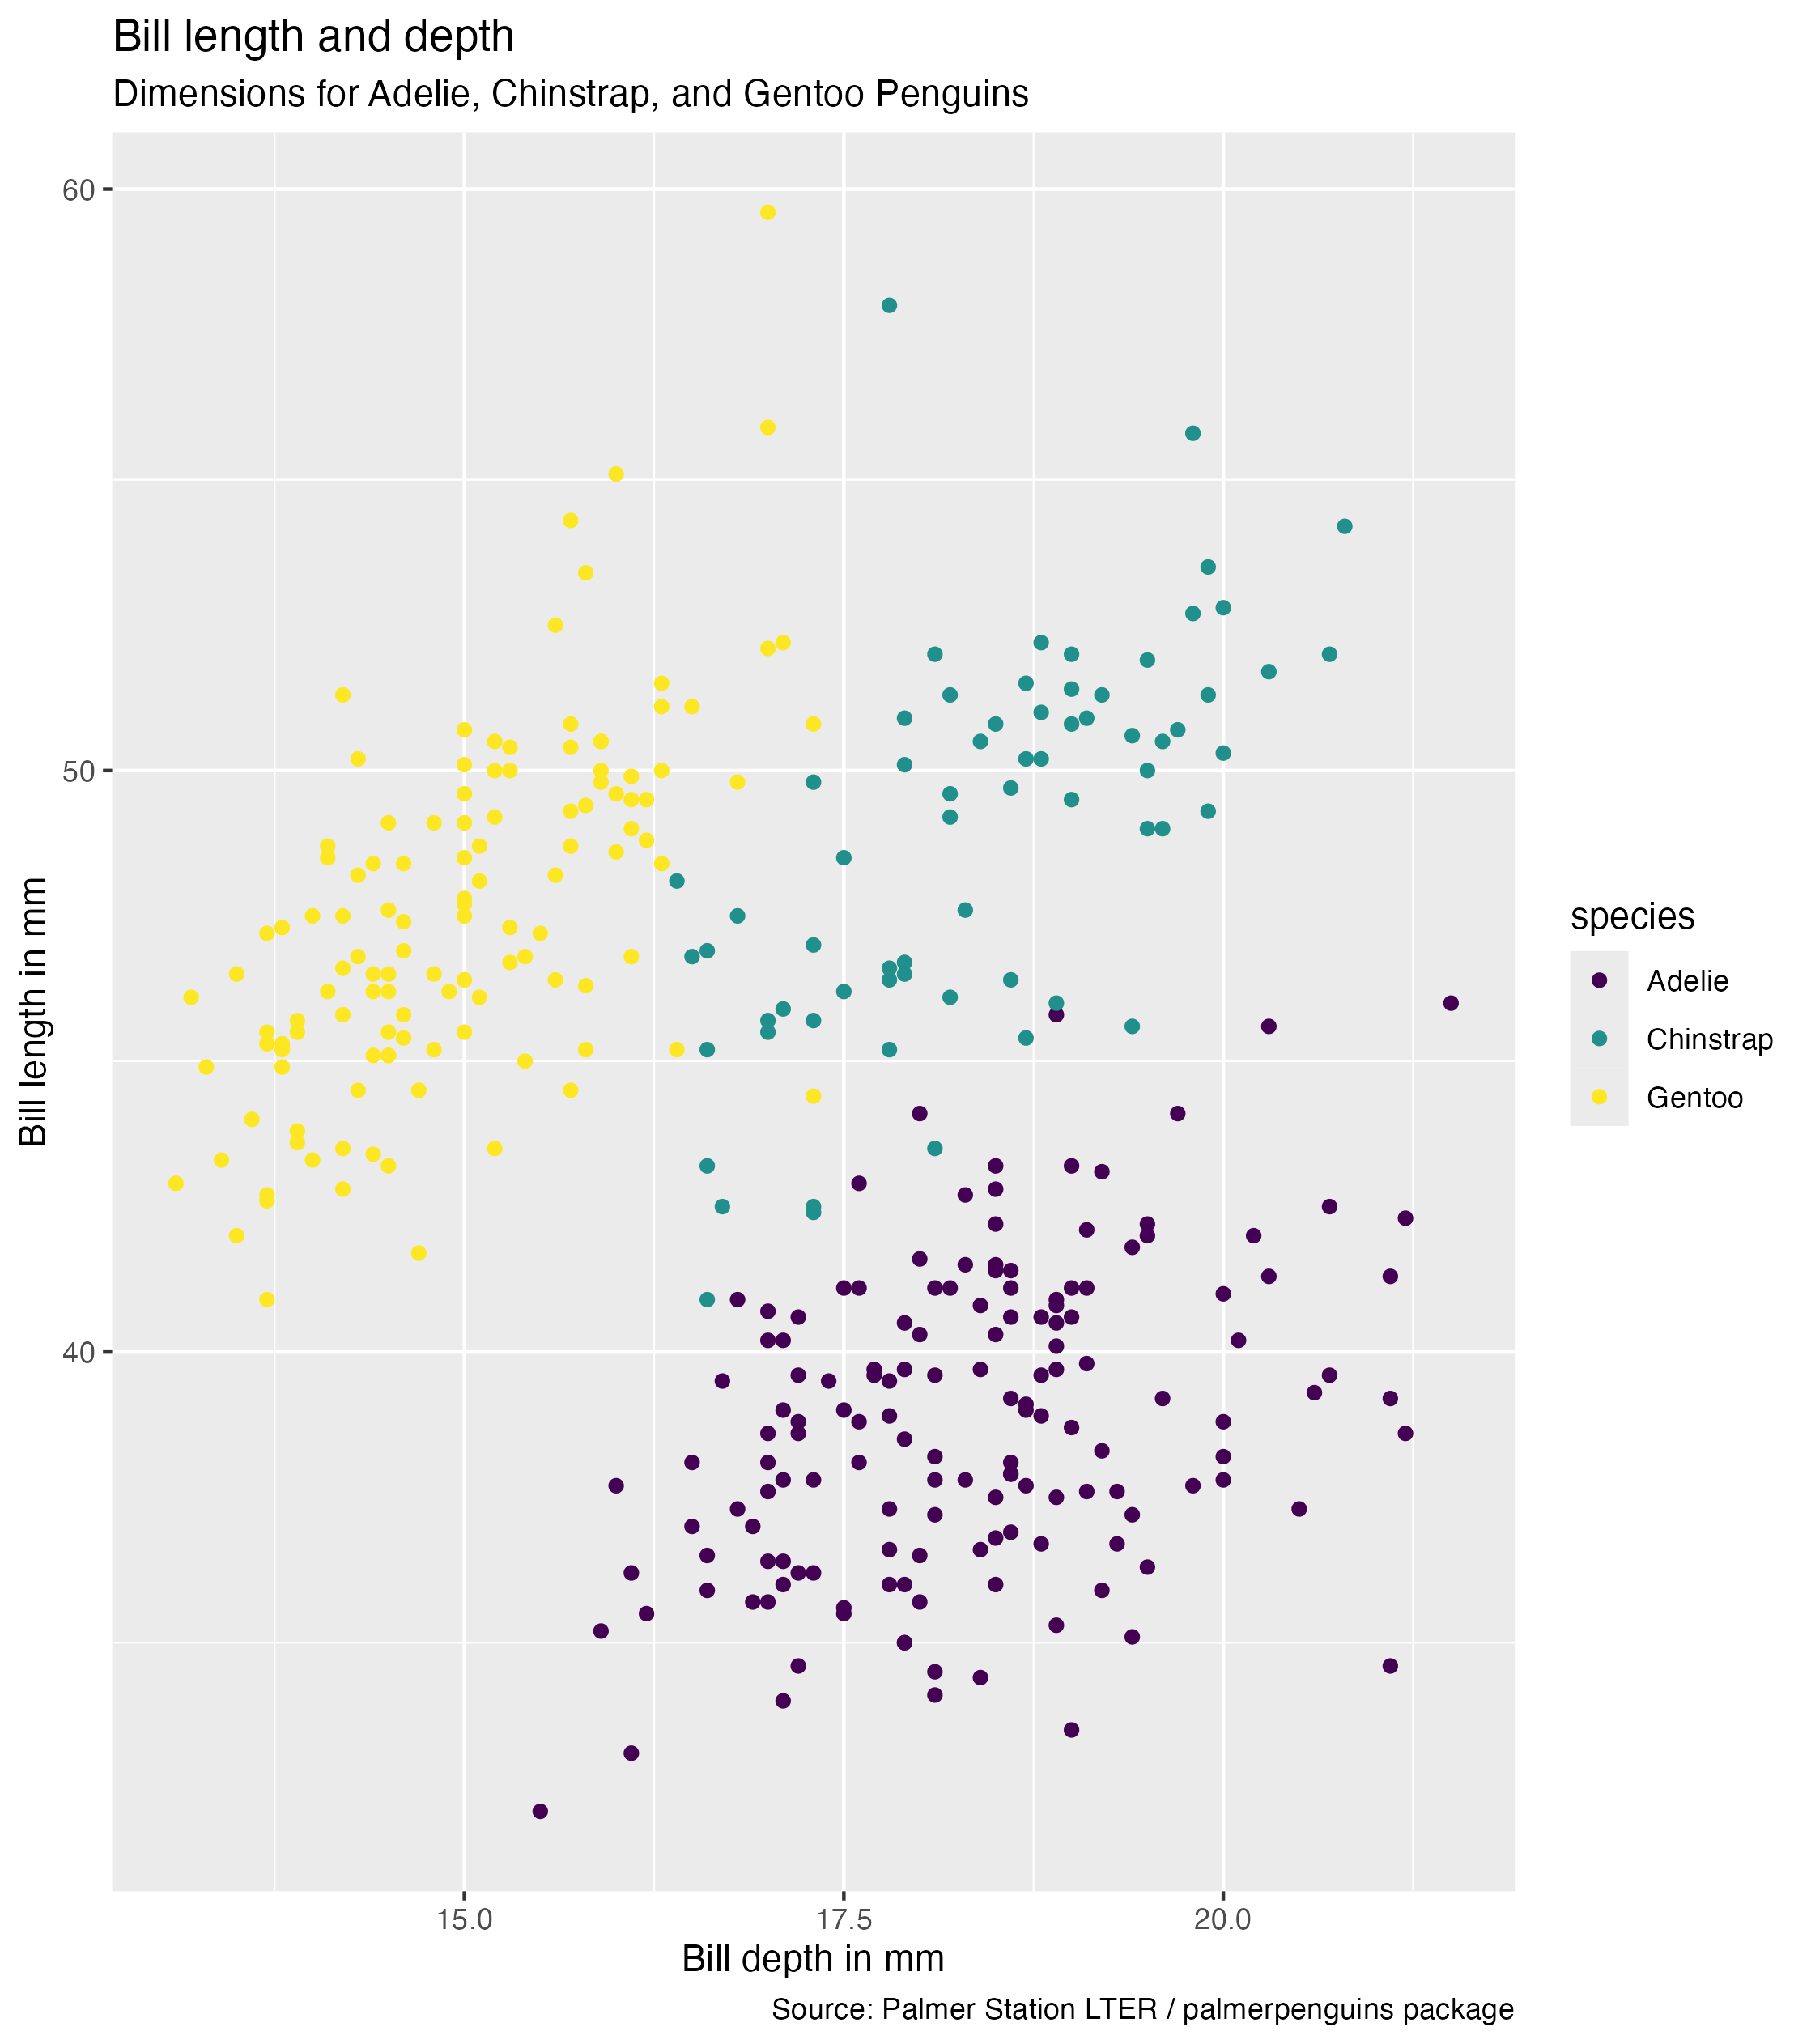 Bill length and depth
Dimensions for Adelie, Chinstrap, and Gentoo Penguins
60
50
40
Bill length in mm
15.0
17.5
20.0
Bill depth in mm
species
Adelie
Chinstrap
Gentoo
Source: Palmer Station LTER / palmerpenguins package